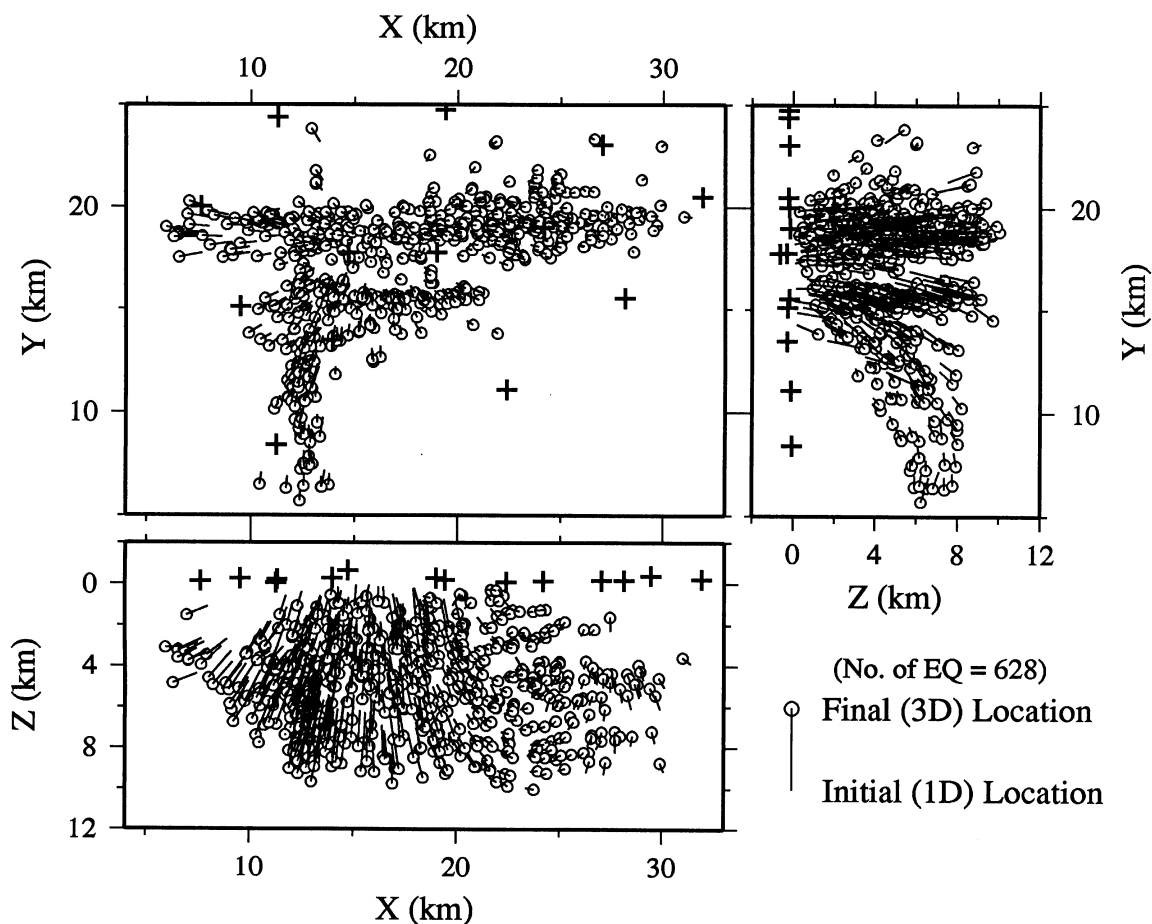 X (km)
10 20 30
20
10
Y (km)
20
10
Y (km)
0 4 8 12
Z (km)
0
4
8
12
Z (km)
10 20 30
X (km)
(No. of EQ = 628)
Final (3D) Location
Initial (1D) Location